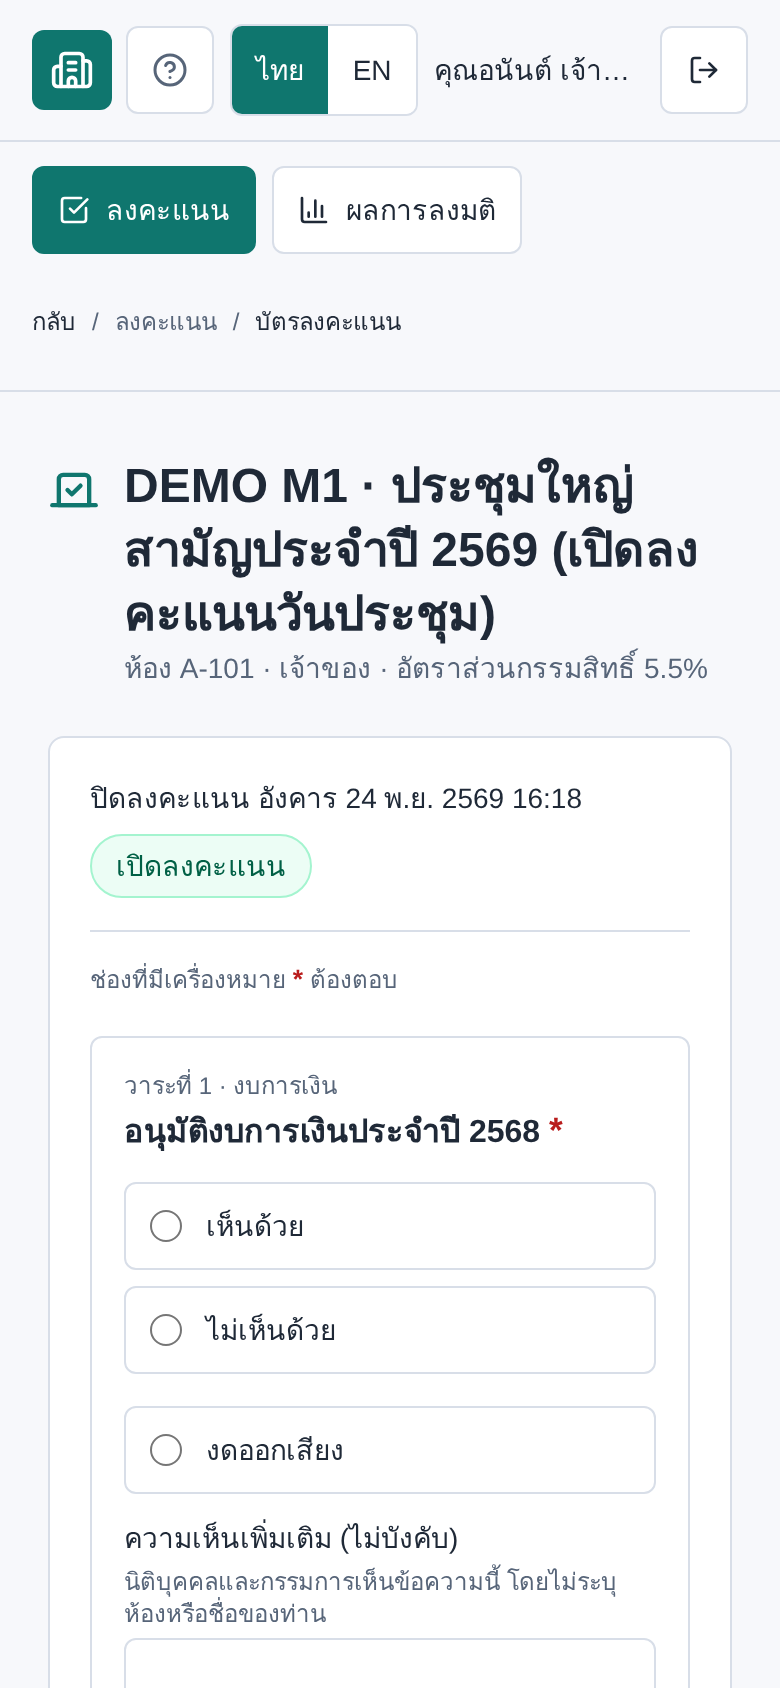 ไทย EN คุณอนันต์ เจ้า...
ลงคะแนน ผลการลงมติ
กลับ / ลงคะแนน / บัตรลงคะแนน
DEMO M1 · ประชุมใหญ่
สามัญประจำปี 2569 (เปิดลง
คะแนนวันประชุม)
ห้อง A-101 · เจ้าของ · อัตราส่วนกรรมสิทธิ์ 5.5%
ปิดลงคะแนน อังคาร 24 พ.ย. 2569 16:18
เปิดลงคะแนน
ช่องที่มีเครื่องหมาย * ต้องตอบ
วาระที่ 1 · งบการเงิน
อนุมัติงบการเงินประจำปี 2568 *
เห็นด้วย
ไม่เห็นด้วย
งดออกเสียง
ความเห็นเพิ่มเติม (ไม่บังคับ)
นิติบุคคลและกรรมการเห็นข้อความนี้ โดยไม่ระบุ
ห้องหรือชื่อของท่าน